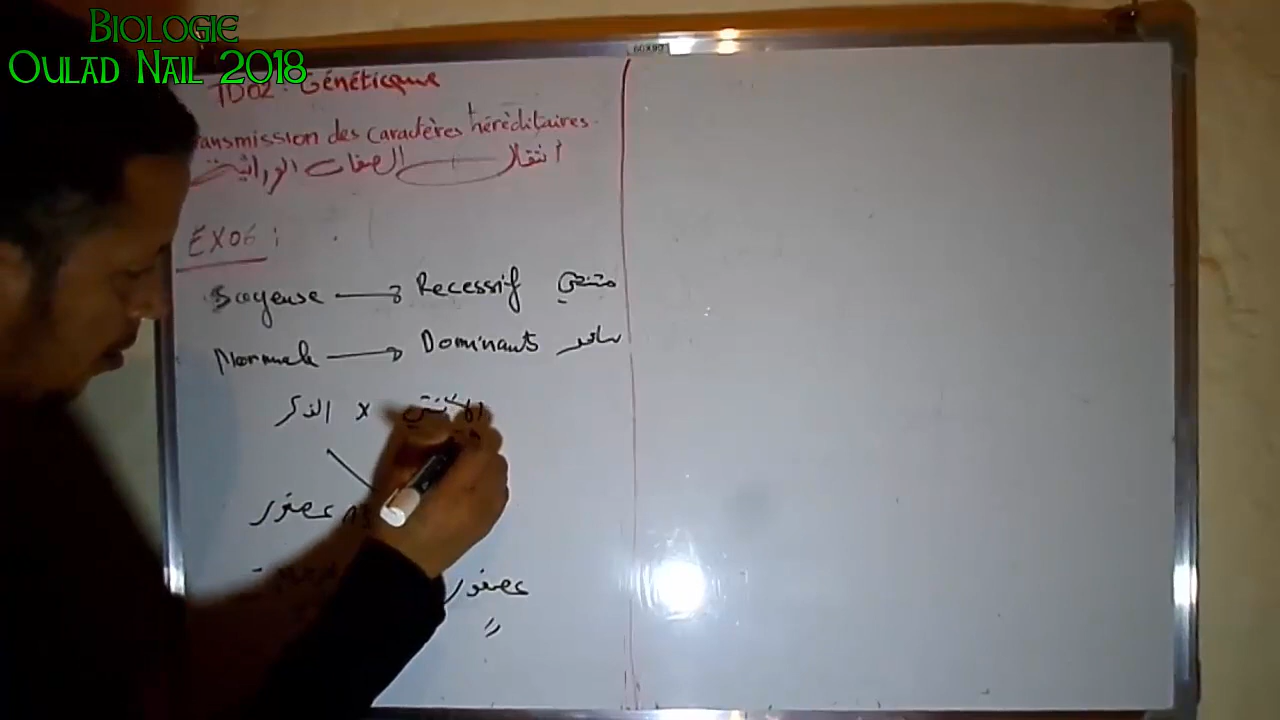 Biologie
Oulad Nail 2018
TD02: Génétique
ransmission des caractères héréditaires.
انتقال الصفات الوراثية
EX06:
Soyeuse → Recessif متنحي
Normale → Dominants سائد
الذكر x الأنثى
عصفور
عصفور
"